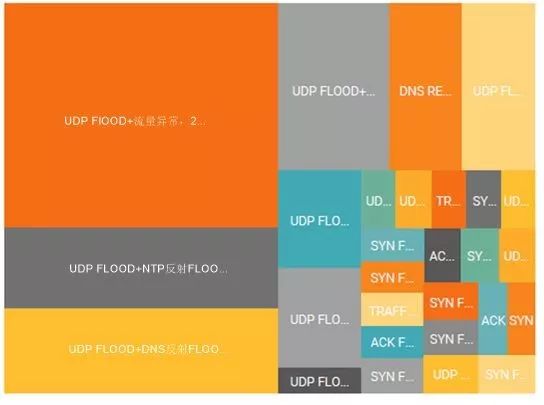 UDP FlOOD+流量异常，2...
UDP FLOOD+NTP反射FLOO...
UDP FLOOD+DNS反射FLOO...
UDP FLOOD+...
DNS RE...
UDP FL...
UDP FLO...
UD...
UD...
TR...
SY...
UD...
SYN F...
AC...
SY...
UD...
SYN F...
UDP FLO...
TRAFF...
SYN F...
ACK
SYN
ACK F...
SYN F...
UDP FLO...
SYN F...
UDP ...
SYN F...